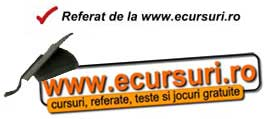 Referat de la www.ecursuri.ro
www.ecursuri.ro
cursuri, referate, teste si jocuri gratuite